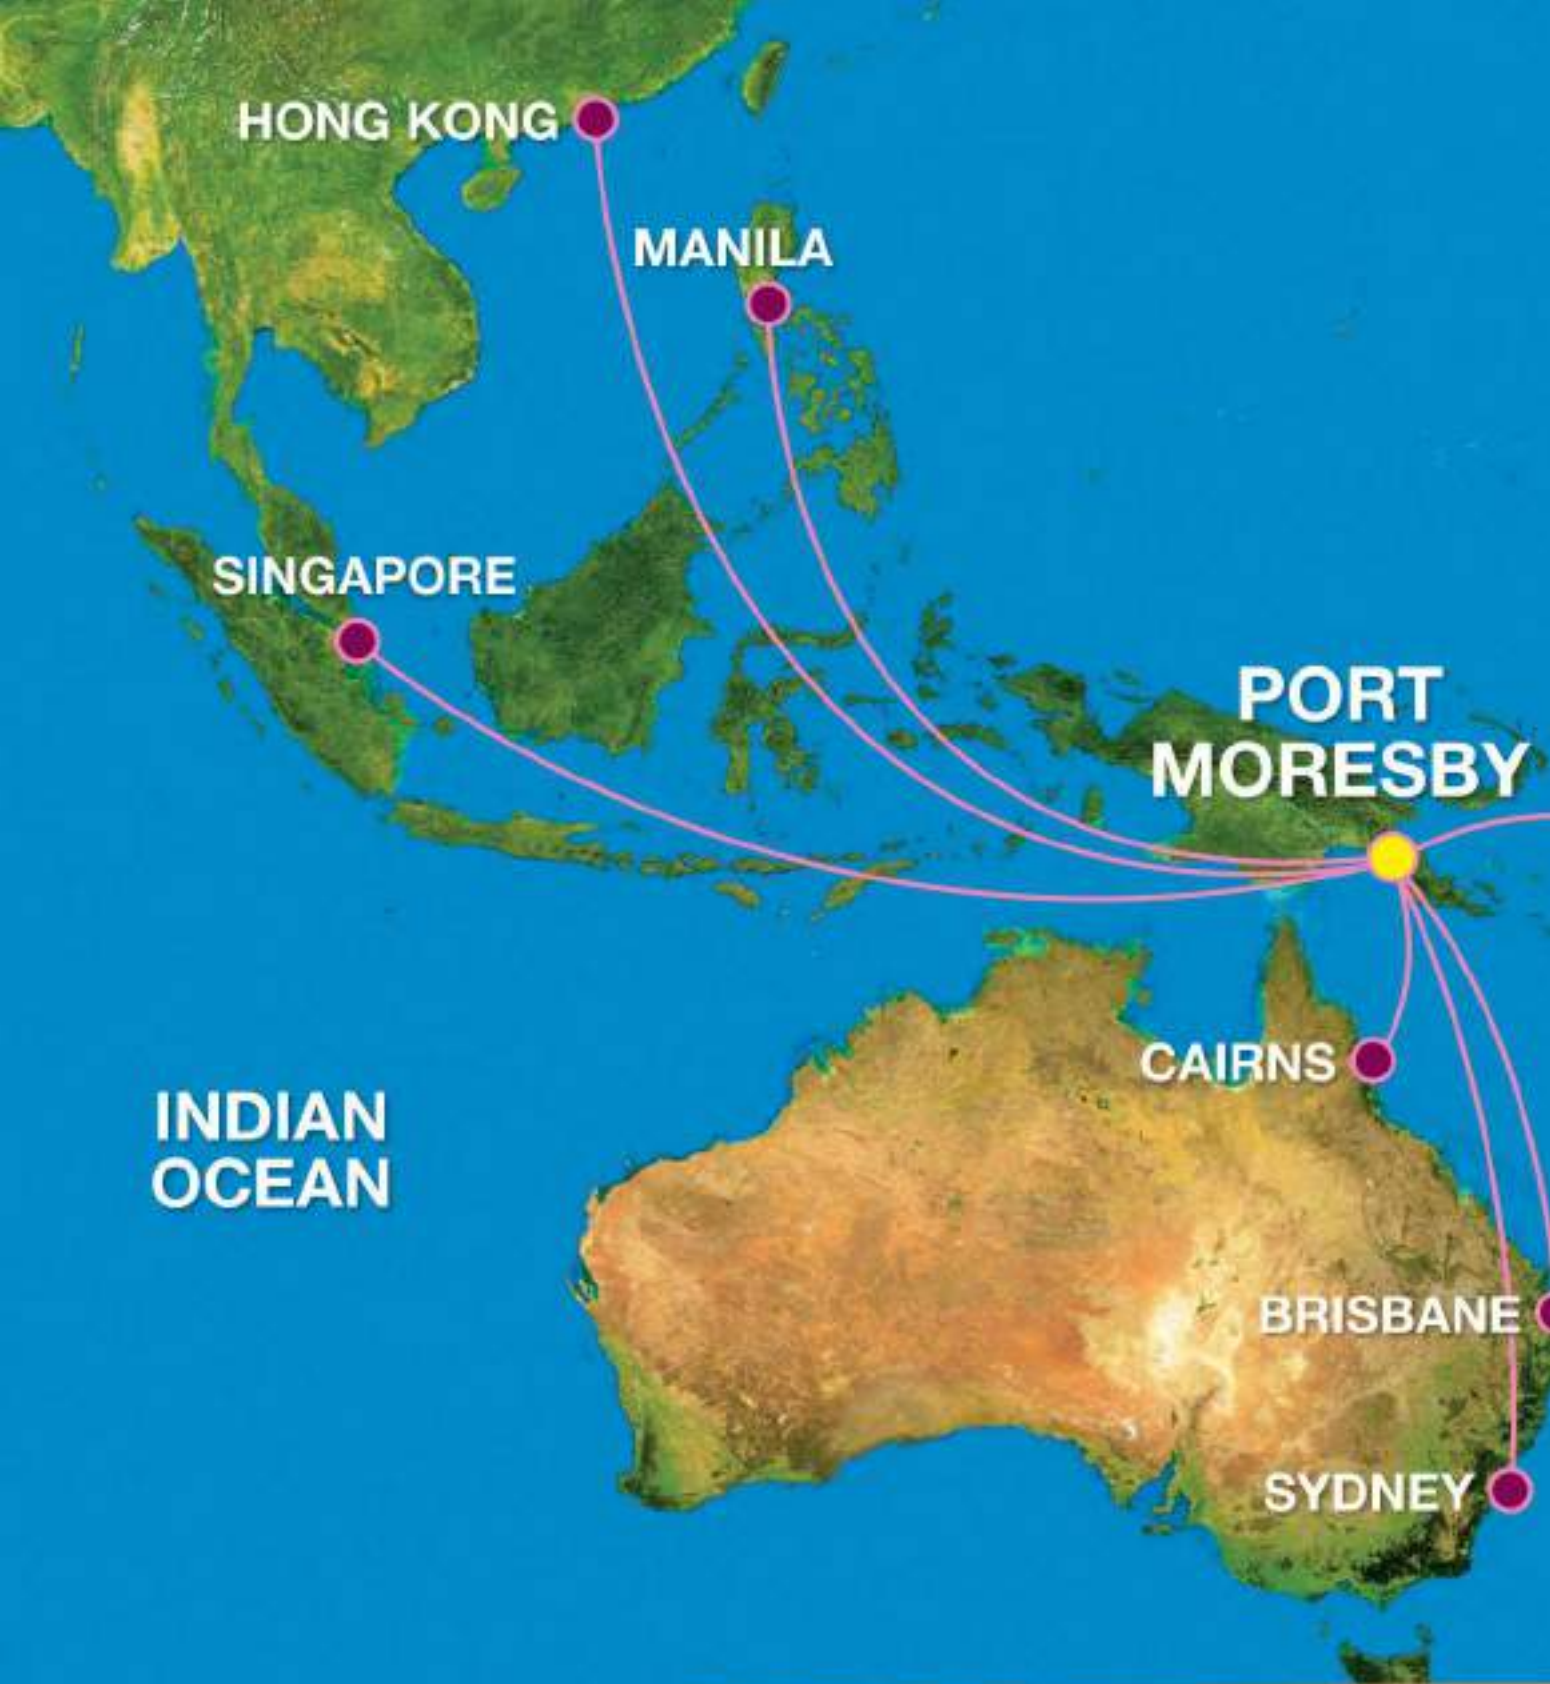 HONG KONG
MANILA
SINGAPORE
PORT
MORESBY
CAIRNS
INDIAN
OCEAN
BRISBANE
SYDNEY